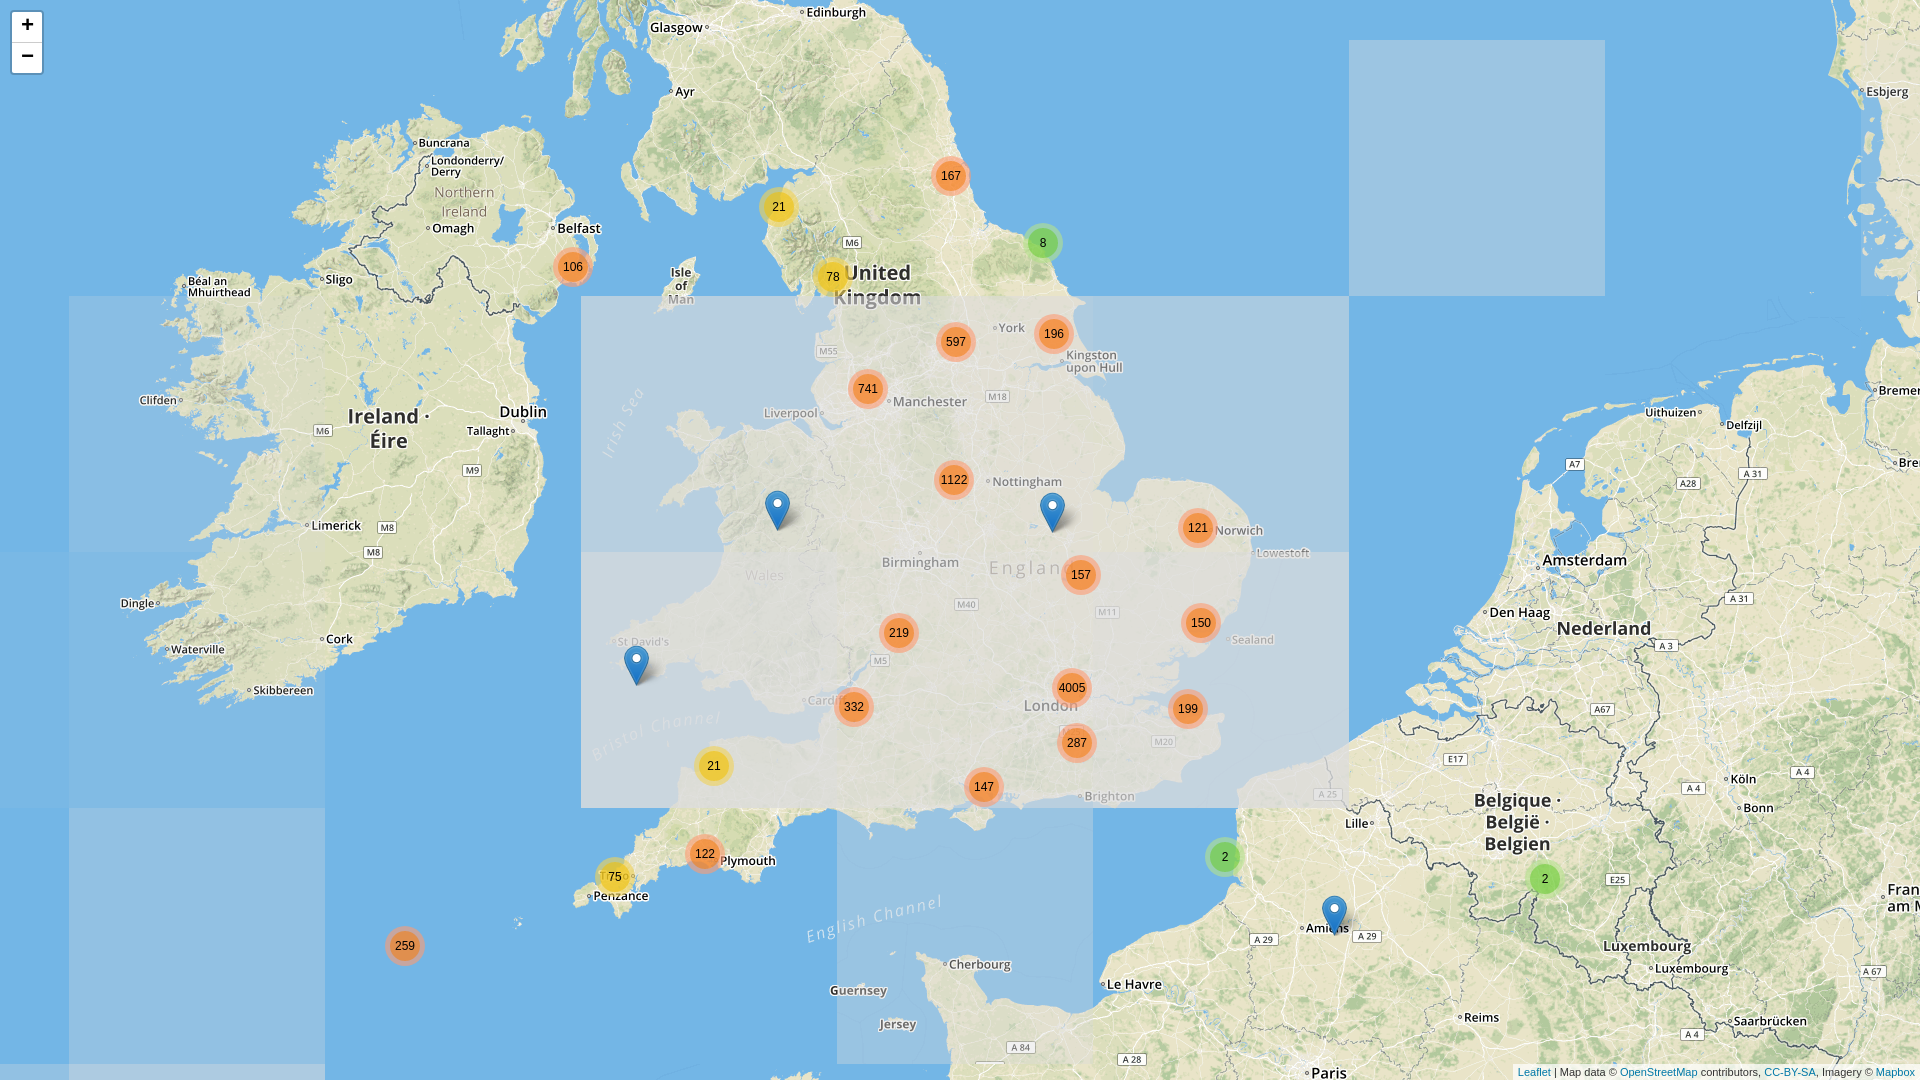 +
−
Edinburgh
Glasgow
Ayr
Esbjerg
Buncrana
Londonderry/
Derry
Northern
Ireland
Omagh
Belfast
167
21
8
M6
106
78
United
Kingdom
Isle
of
Man
Sligo
Béal an
Mhuirthead
597
York
196
M55
Kingston
upon Hull
741
Manchester
M18
Liverpool
Irish Sea
Clifden
Ireland ·
Éire
Dublin
Tallaght
M6
M9
Uithuizen
Delfzijl
A7
A 31
A28
1122
Nottingham
121
Norwich
Lowestoft
Limerick
M8
M8
Birmingham
Wales
157
M40
M11
Amsterdam
Den Haag
A 31
Nederland
A 3
Dingle
Cork
Waterville
Skibbereen
219
150
Sealand
St David's
M5
4005
London
332
199
287
M20
Bristol Channel
A67
E17
21
147
Brighton
A 25
Köln
A 4
A 4
Bonn
Belgique ·
België ·
Belgien
Lille
122
Plymouth
75
Penzance
2
2
E25
English Channel
259
A 29
A 29
Luxembourg
Luxembourg
A 67
Cherbourg
Le Havre
Guernsey
Jersey
Reims
Saarbrücken
A 4
A 84
A 28
Paris
Leaflet | Map data © OpenStreetMap contributors, CC-BY-SA, Imagery © Mapbox